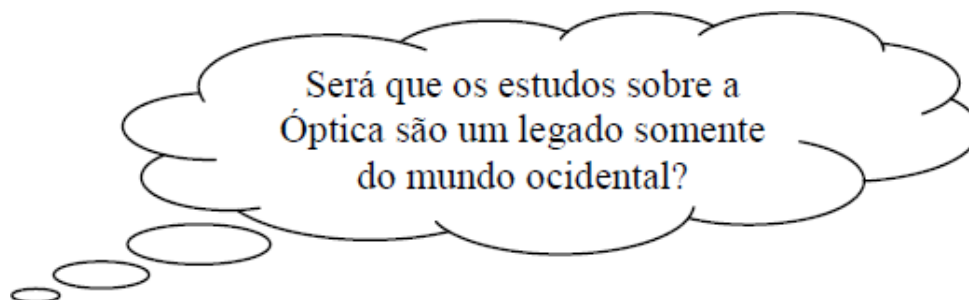 Será que os estudos sobre a
Óptica são um legado somente
do mundo ocidental?